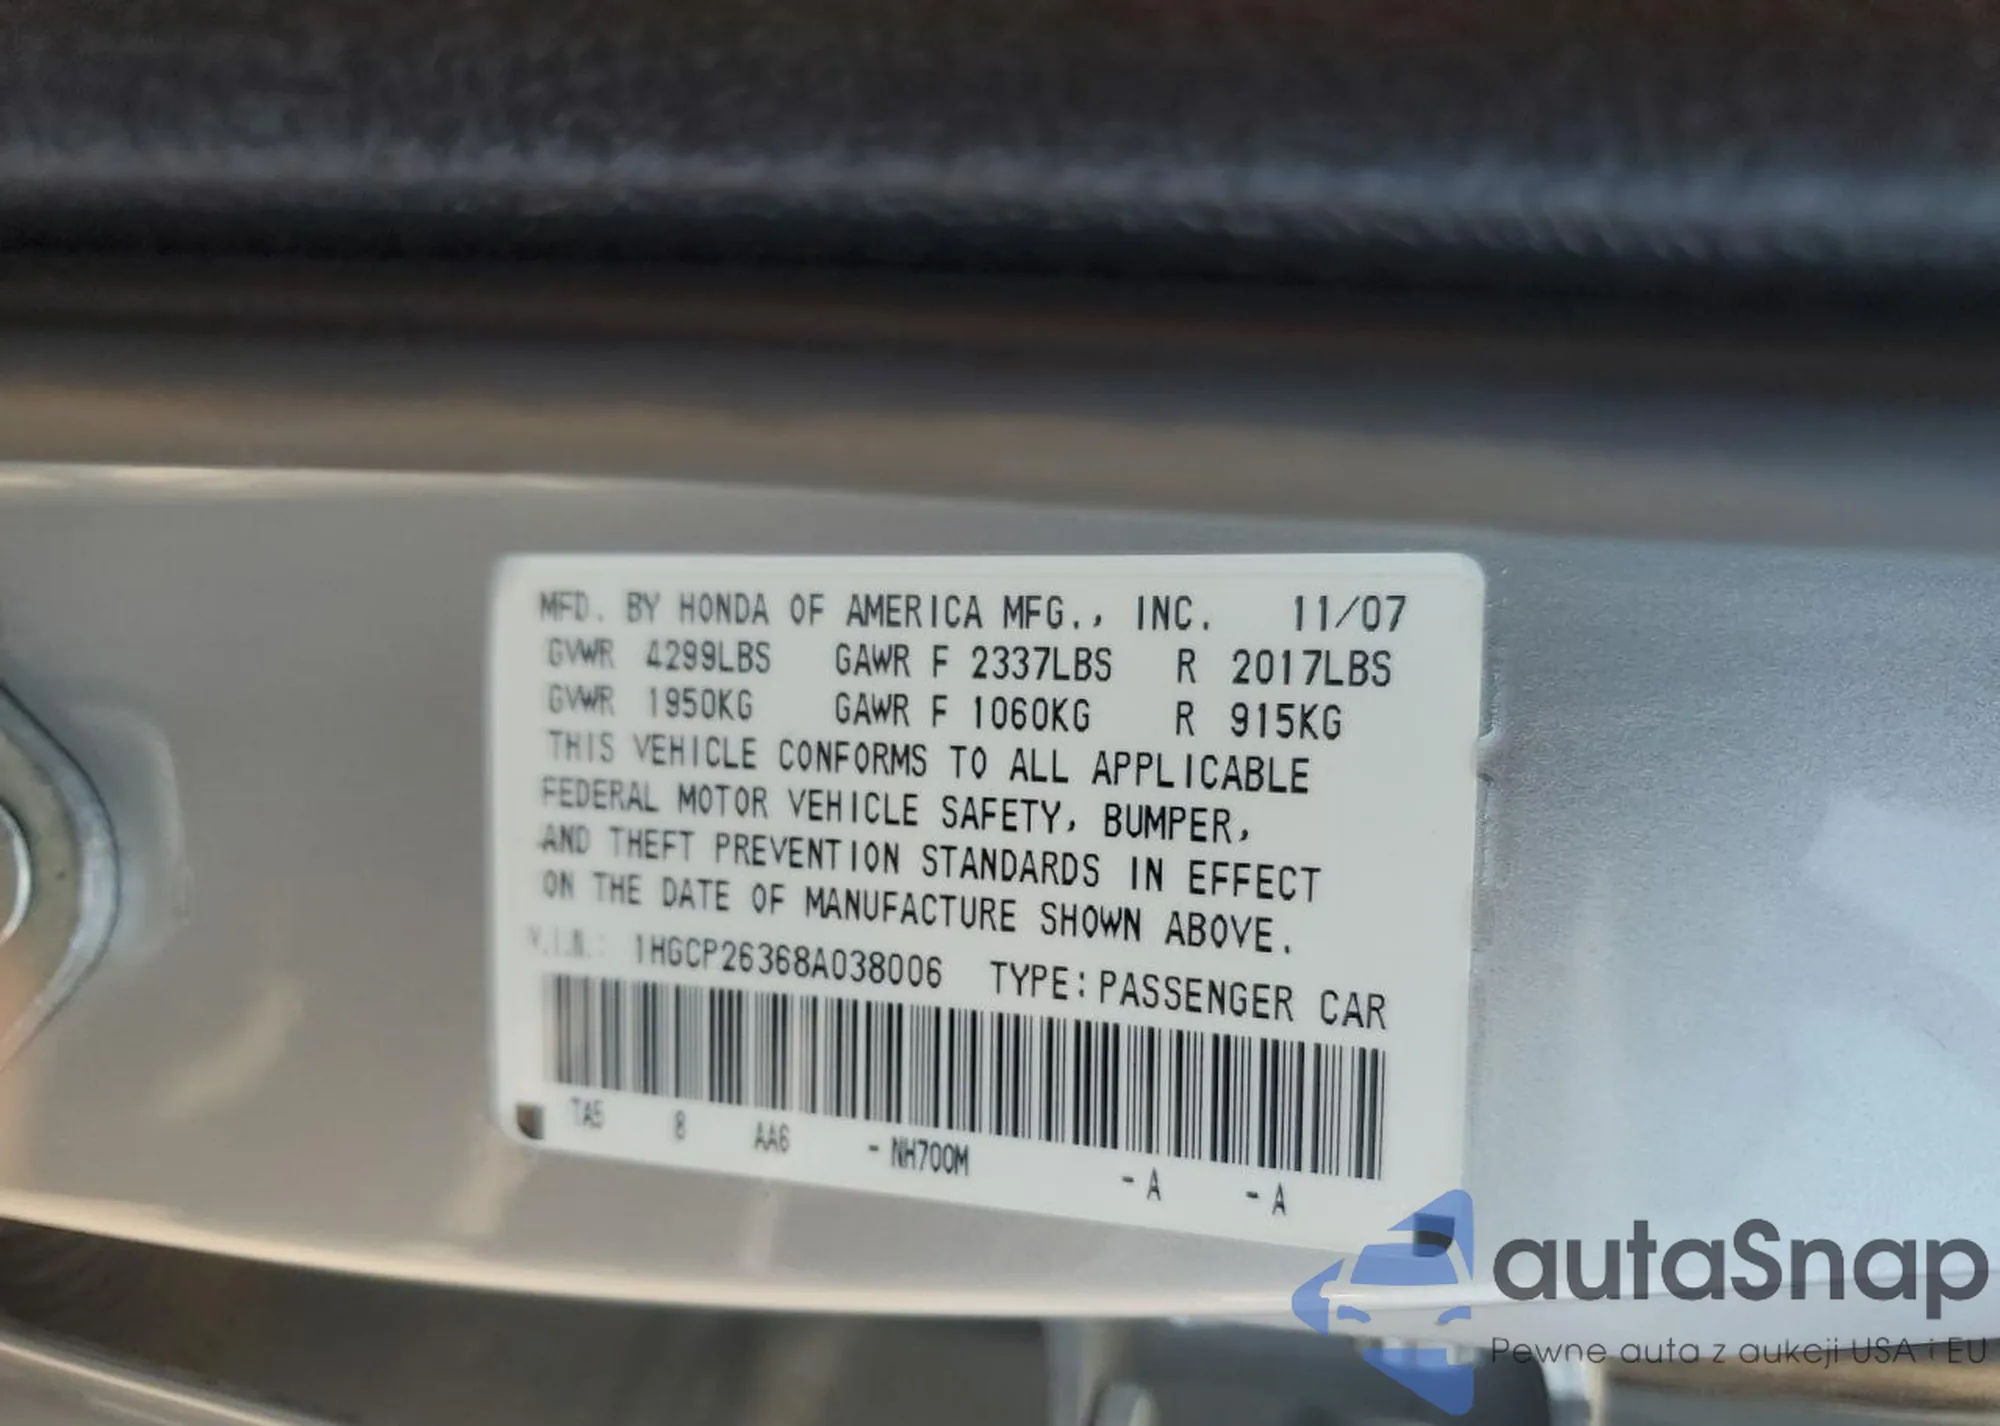 MFD. BY HONDA OF AMERICA MFG., INC. 11/07
GVWR 4299LBS GAWR F 2337LBS R 2017LBS
GVWR 1950KG GAWR F 1060KG R 915KG
THIS VEHICLE CONFORMS TO ALL APPLICABLE
FEDERAL MOTOR VEHICLE SAFETY, BUMPER,
AND THEFT PREVENTION STANDARDS IN EFFECT
ON THE DATE OF MANUFACTURE SHOWN ABOVE.
V.I.N.: 1HGCP26368A038006 TYPE: PASSENGER CAR
TA5 8 AA6 - NH700M - A - A
autaSnap
Pewne auta z aukcji USA i EU